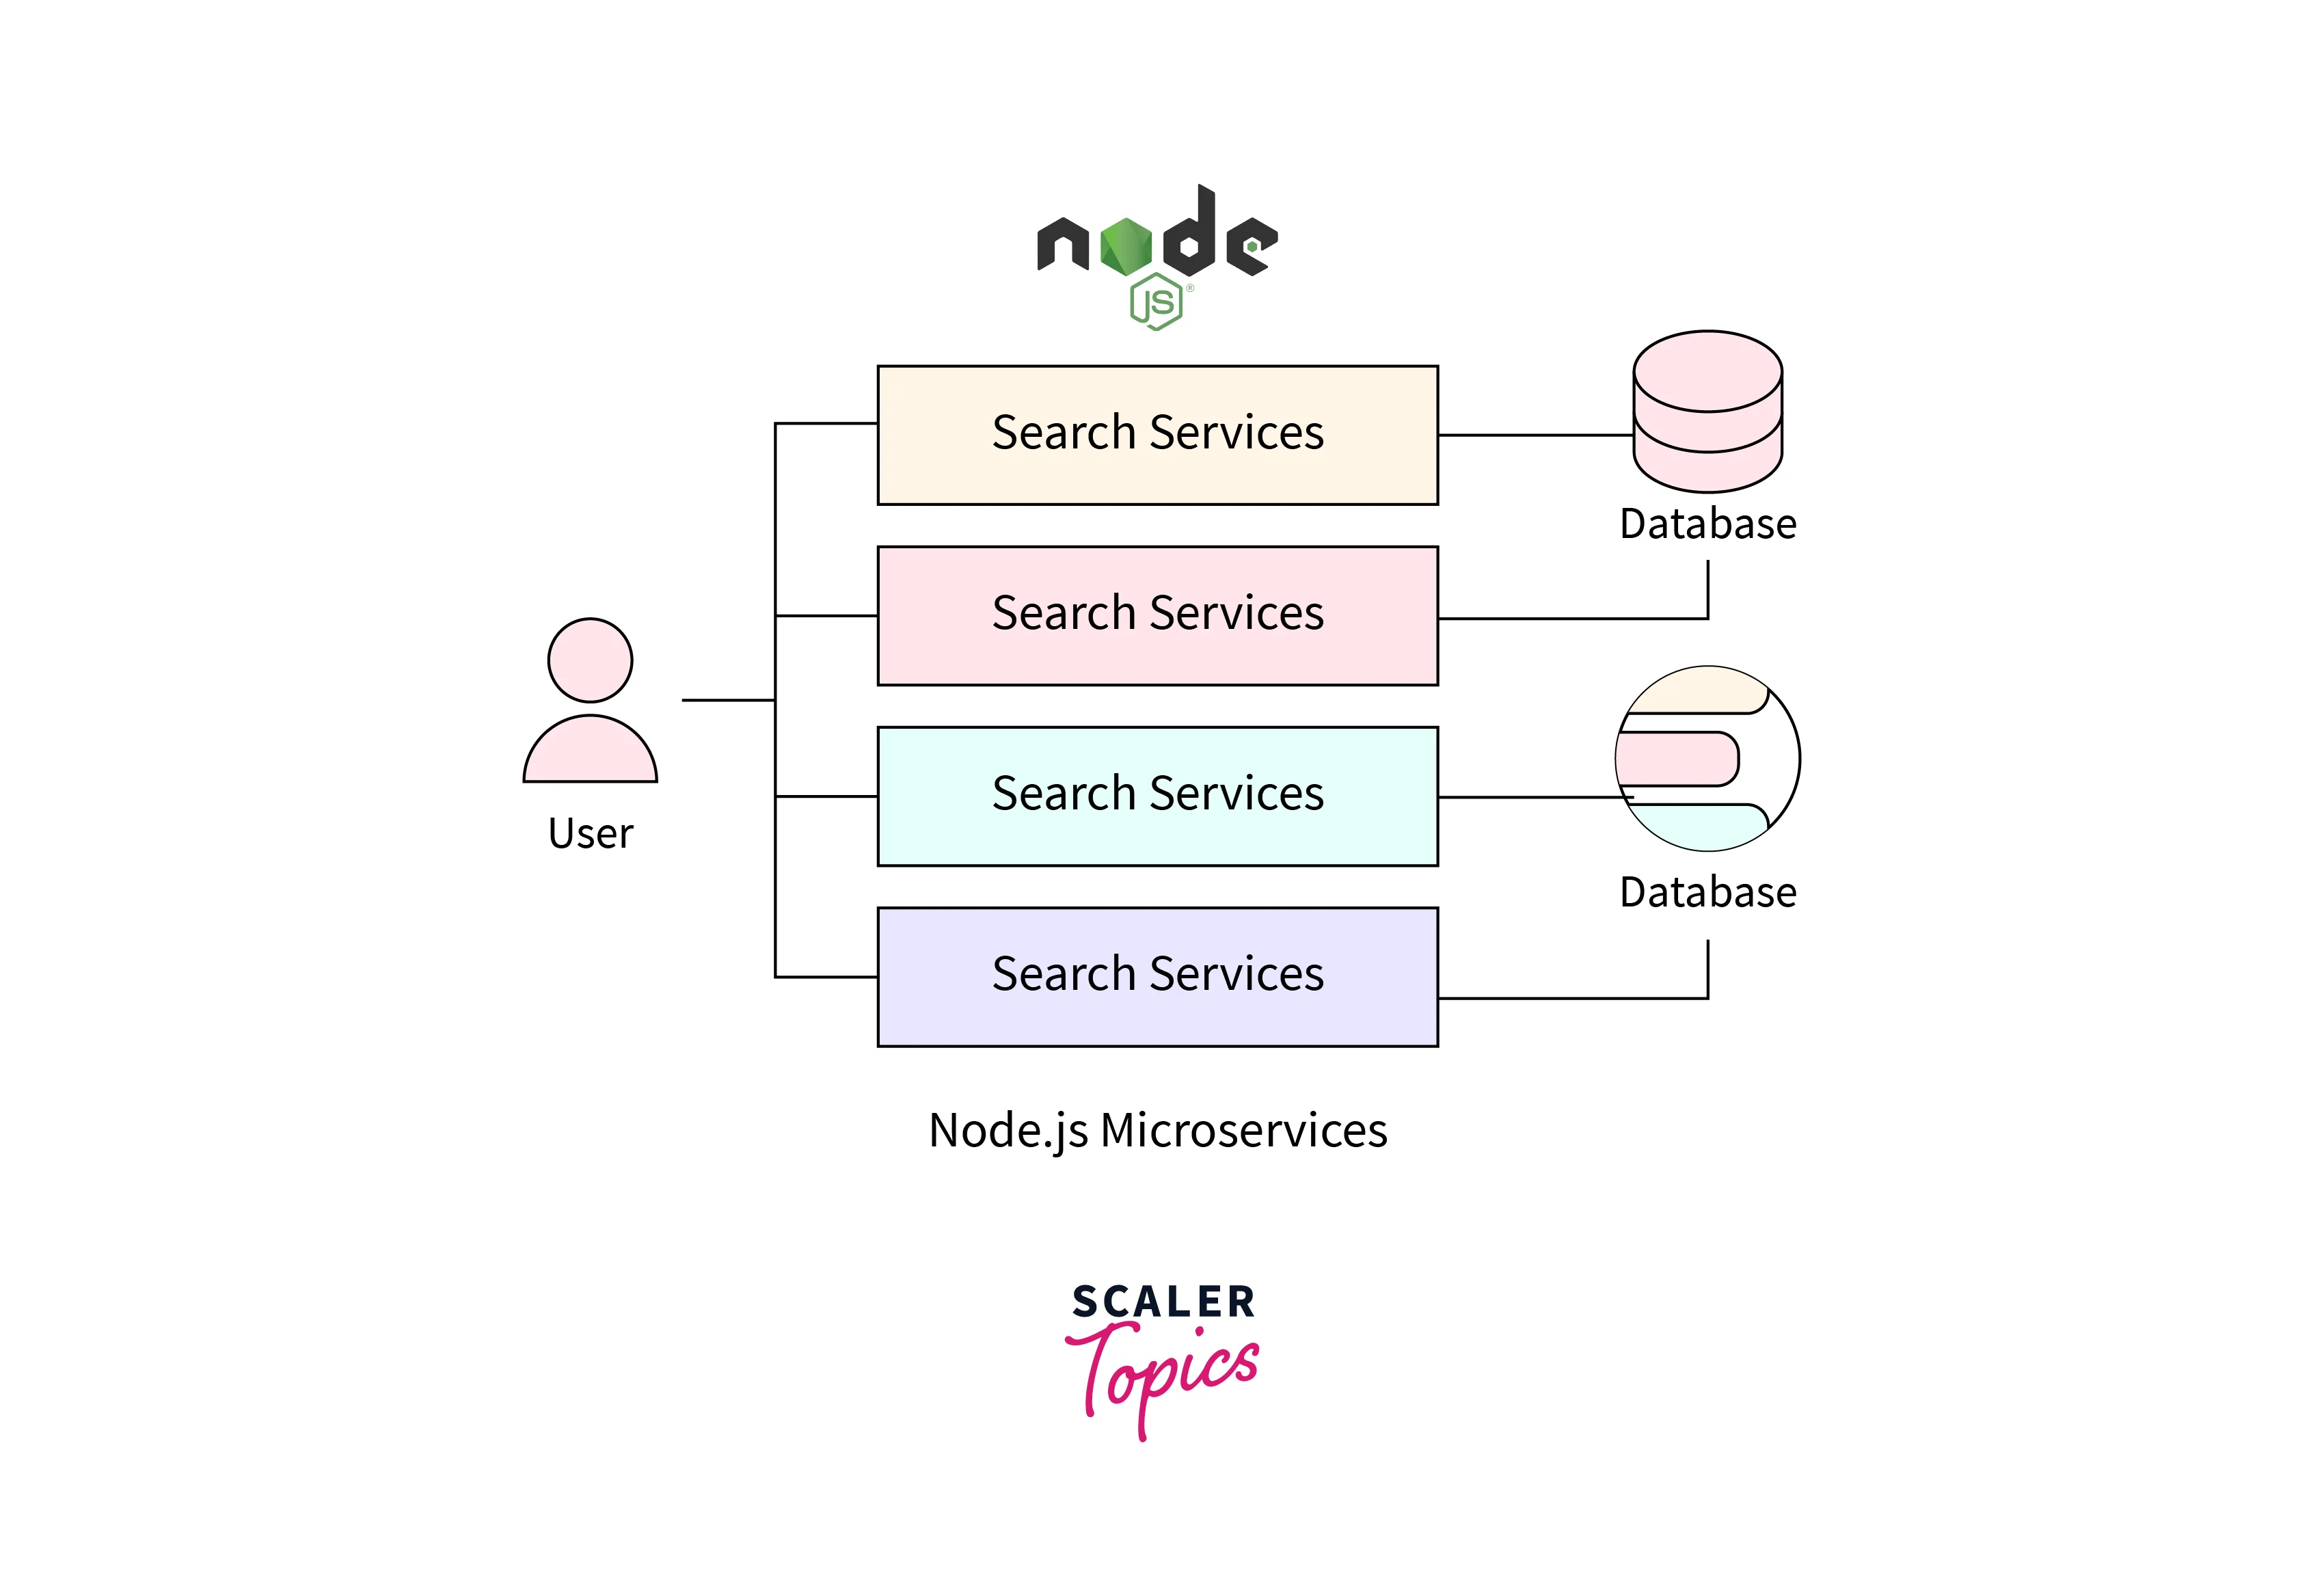 node
JS®
Search Services
Database
Search Services
User
Search Services
Database
Search Services
Node.js Microservices
SCALER
Topics